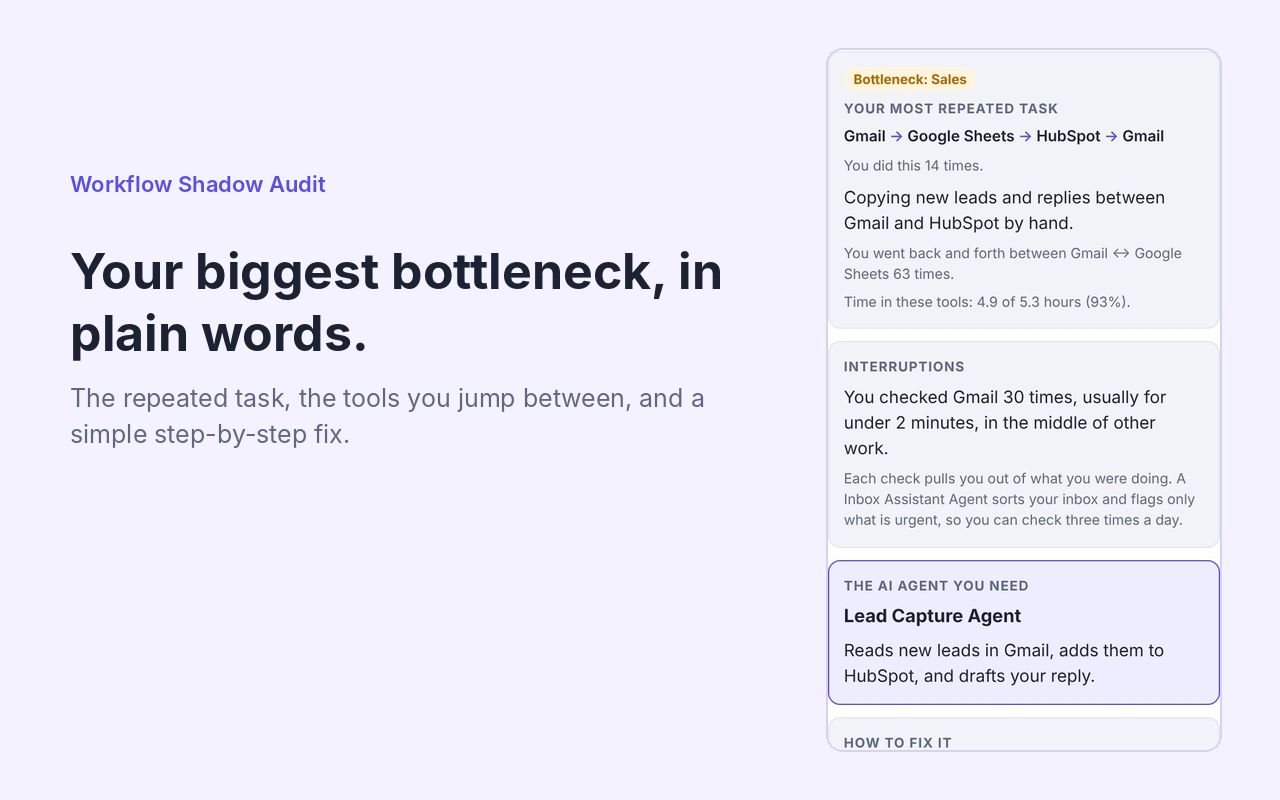 Workflow Shadow Audit
Your biggest bottleneck, in
plain words.
The repeated task, the tools you jump between, and a
simple step-by-step fix.
Bottleneck: Sales
YOUR MOST REPEATED TASK
Gmail → Google Sheets → HubSpot → Gmail
You did this 14 times.
Copying new leads and replies between
Gmail and HubSpot by hand.
You went back and forth between Gmail ↔ Google
Sheets 63 times.
Time in these tools: 4.9 of 5.3 hours (93%).
INTERRUPTIONS
You checked Gmail 30 times, usually for
under 2 minutes, in the middle of other
work.
Each check pulls you out of what you were doing. A
Inbox Assistant Agent sorts your inbox and flags only
what is urgent, so you can check three times a day.
THE AI AGENT YOU NEED
Lead Capture Agent
Reads new leads in Gmail, adds them to
HubSpot, and drafts your reply.
HOW TO FIX IT